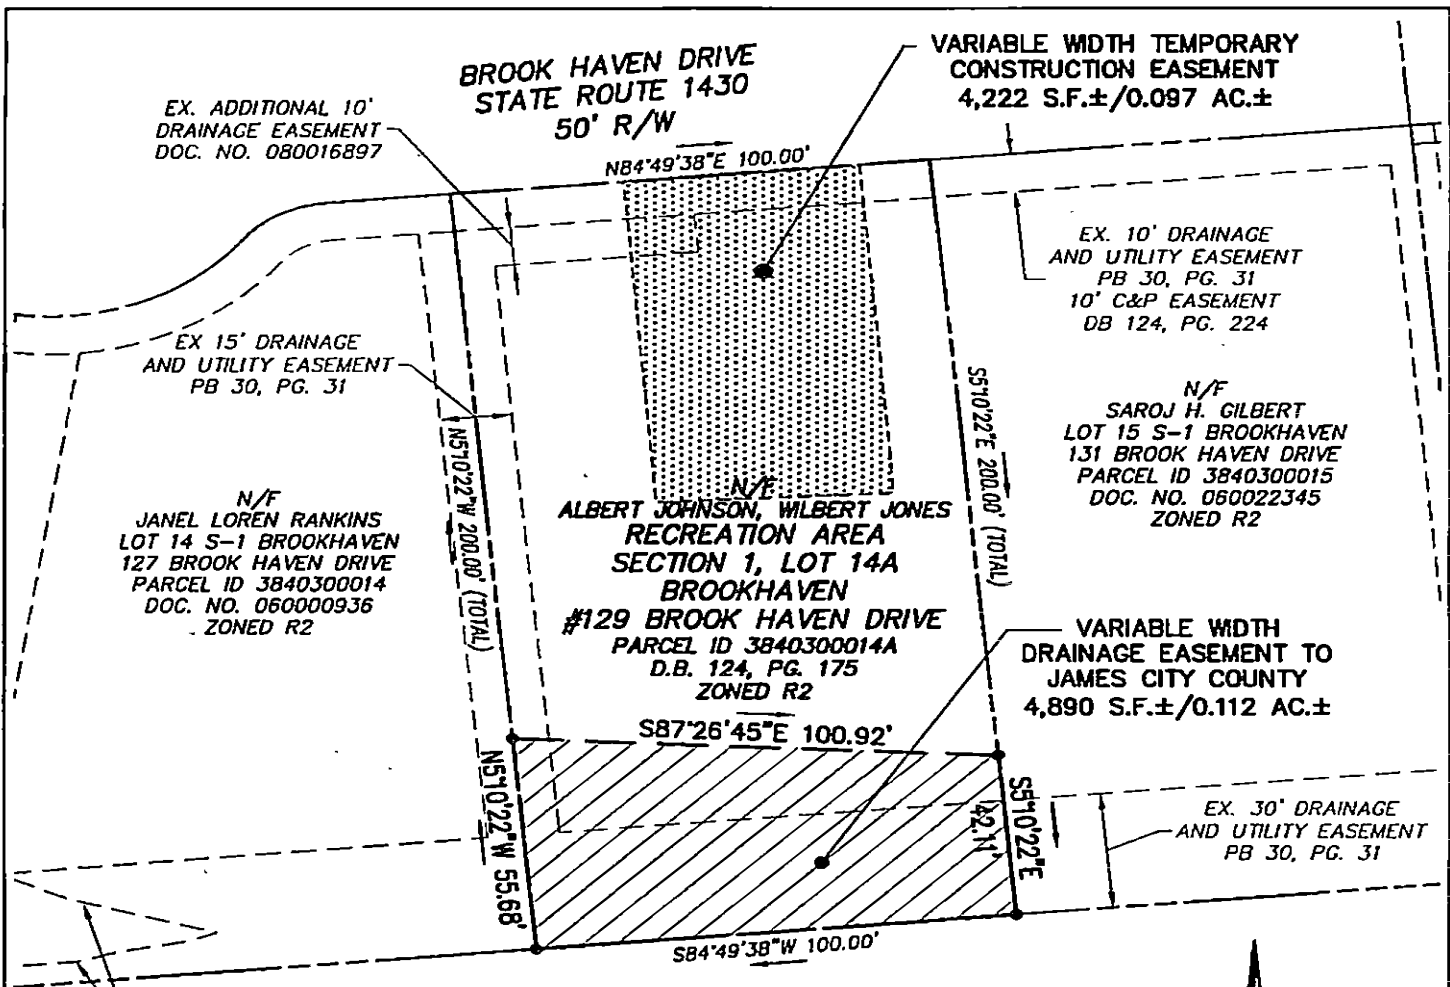 BROOK HAVEN DRIVE
STATE ROUTE 1430
50' R/W
VARIABLE WIDTH TEMPORARY
CONSTRUCTION EASEMENT
4,222 S.F.±/0.097 AC.±
EX. ADDITIONAL 10'
DRAINAGE EASEMENT
DOC. NO. 080016897
N84°49'38"E 100.00'
EX. 10' DRAINAGE
AND UTILITY EASEMENT
PB 30, PG. 31
10' C&P EASEMENT
DB 124, PG. 224
EX 15' DRAINAGE
AND UTILITY EASEMENT
PB 30, PG. 31
N5°10'22"W 200.00' (TOTAL)
S5°10'22"E 200.00' (TOTAL)
N/F
JANEL LOREN RANKINS
LOT 14 S-1 BROOKHAVEN
127 BROOK HAVEN DRIVE
PARCEL ID 3840300014
DOC. NO. 060000936
ZONED R2
N/F
ALBERT JOHNSON, WILBERT JONES
RECREATION AREA
SECTION 1, LOT 14A
BROOKHAVEN
#129 BROOK HAVEN DRIVE
PARCEL ID 3840300014A
D.B. 124, PG. 175
ZONED R2
N/F
SAROJ H. GILBERT
LOT 15 S-1 BROOKHAVEN
131 BROOK HAVEN DRIVE
PARCEL ID 3840300015
DOC. NO. 060022345
ZONED R2
VARIABLE WIDTH
DRAINAGE EASEMENT TO
JAMES CITY COUNTY
4,890 S.F.±/0.112 AC.±
S87°26'45"E 100.92'
N5°10'22"W 55.68'
S5°10'22"E
42.11'
EX. 30' DRAINAGE
AND UTILITY EASEMENT
PB 30, PG. 31
S84°49'38"W 100.00'